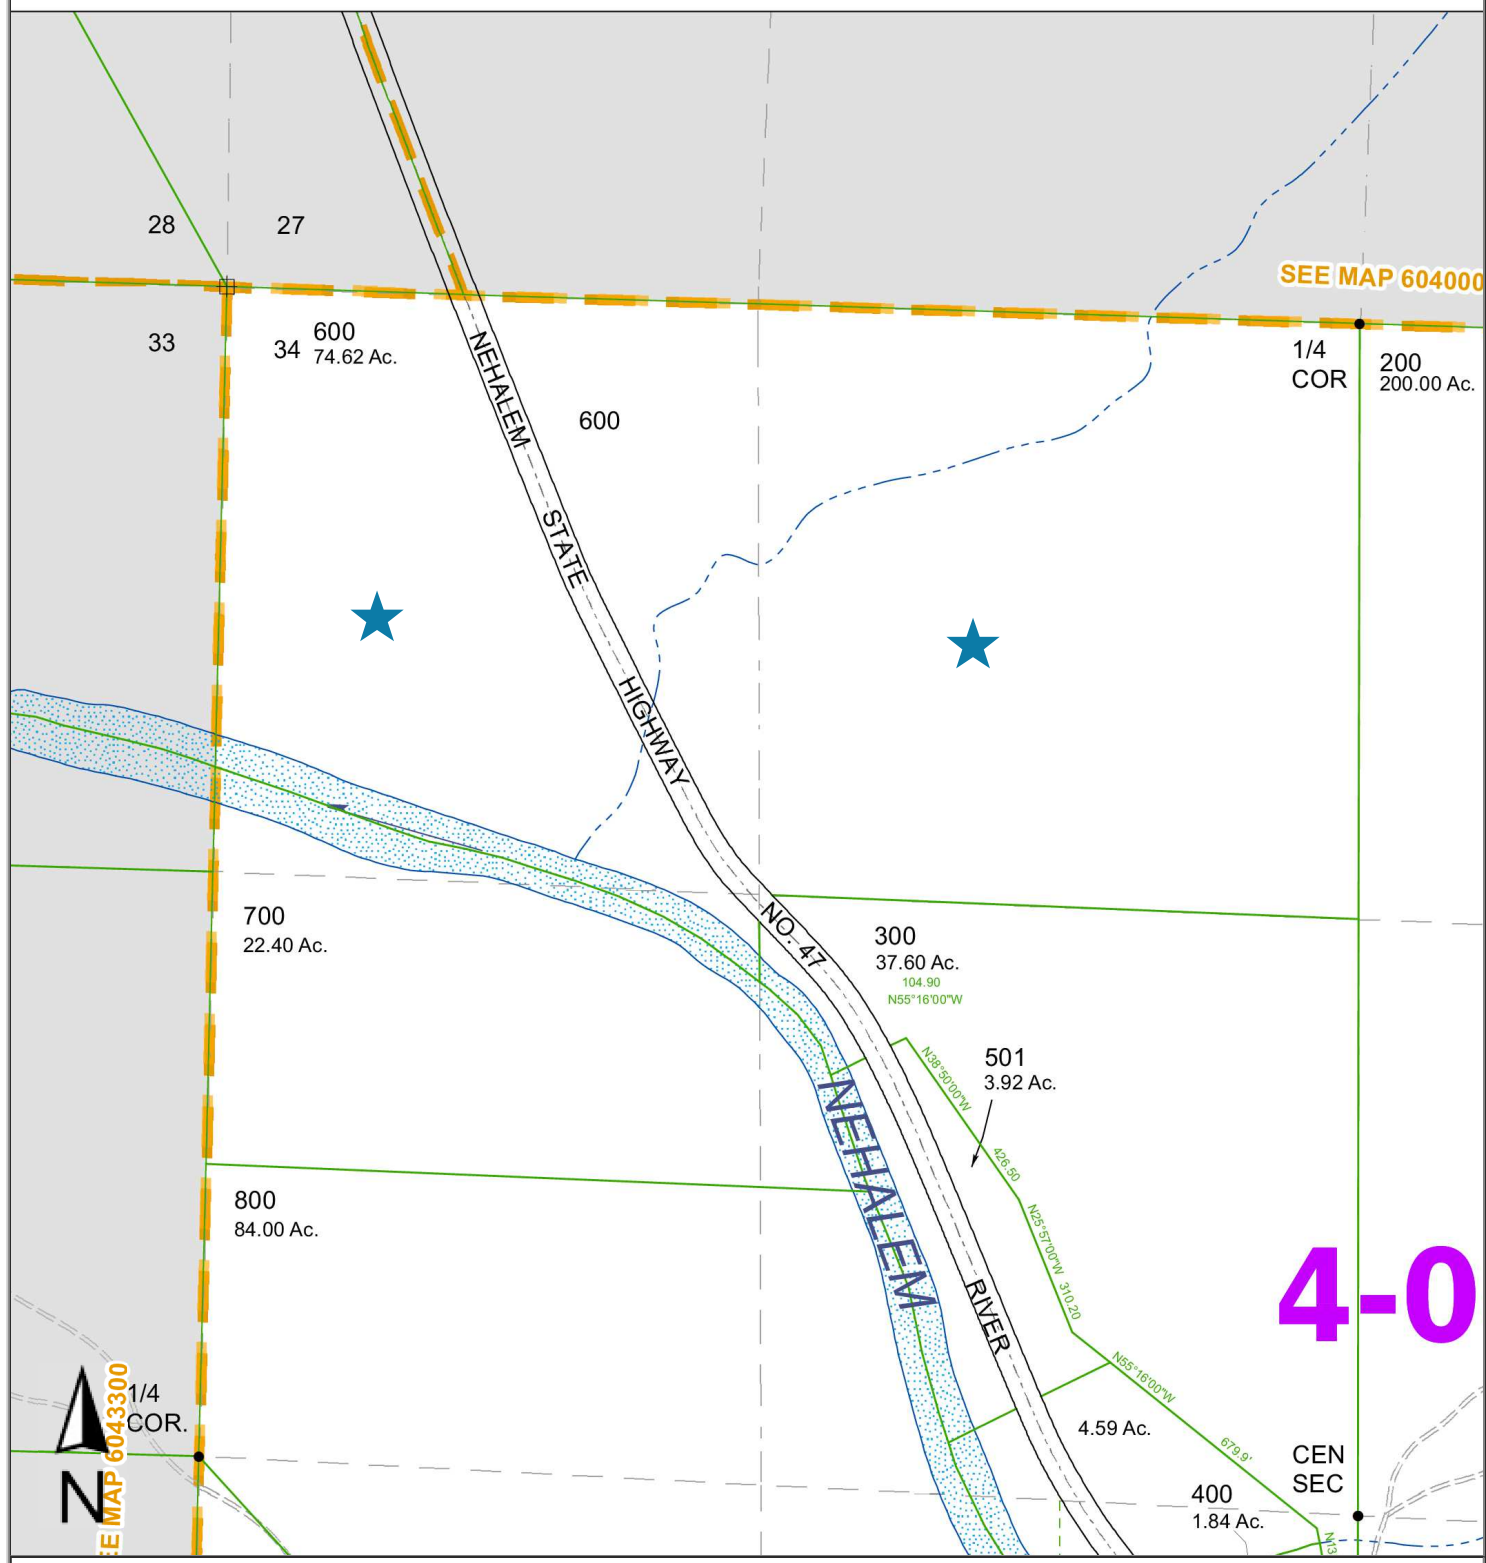 28
27
SEE MAP 604000
33
34
600
74.62 Ac.
1/4
COR
200
200.00 Ac.
600
NEHALEM STATE HIGHWAY NO. 47
700
22.40 Ac.
300
37.60 Ac.
104.90
N55°16'00"W
501
3.92 Ac.
N38°50'00"W
426.50
NEHALEM
RIVER
N25°57'00"W 310.20
800
84.00 Ac.
4-0
N55°16'00"W
679.9'
1/4
COR.
EE MAP 6043300
N
4.59 Ac.
CEN
SEC
400
1.84 Ac.
N13